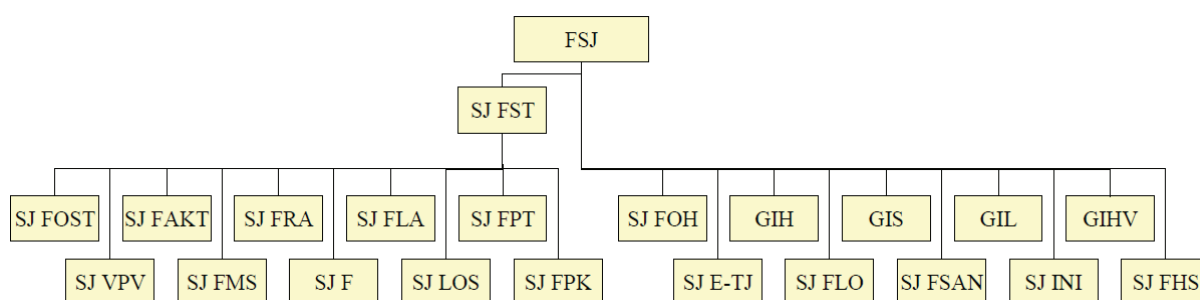 FSJ
SJ FST
SJ FOST SJ FAKT SJ FRA SJ FLA SJ FPT SJ FOH GIH GIS GIL GIHV
SJ VPV SJ FMS SJ F SJ LOS SJ FPK SJ E-TJ SJ FLO SJ FSAN SJ INI SJ FHS